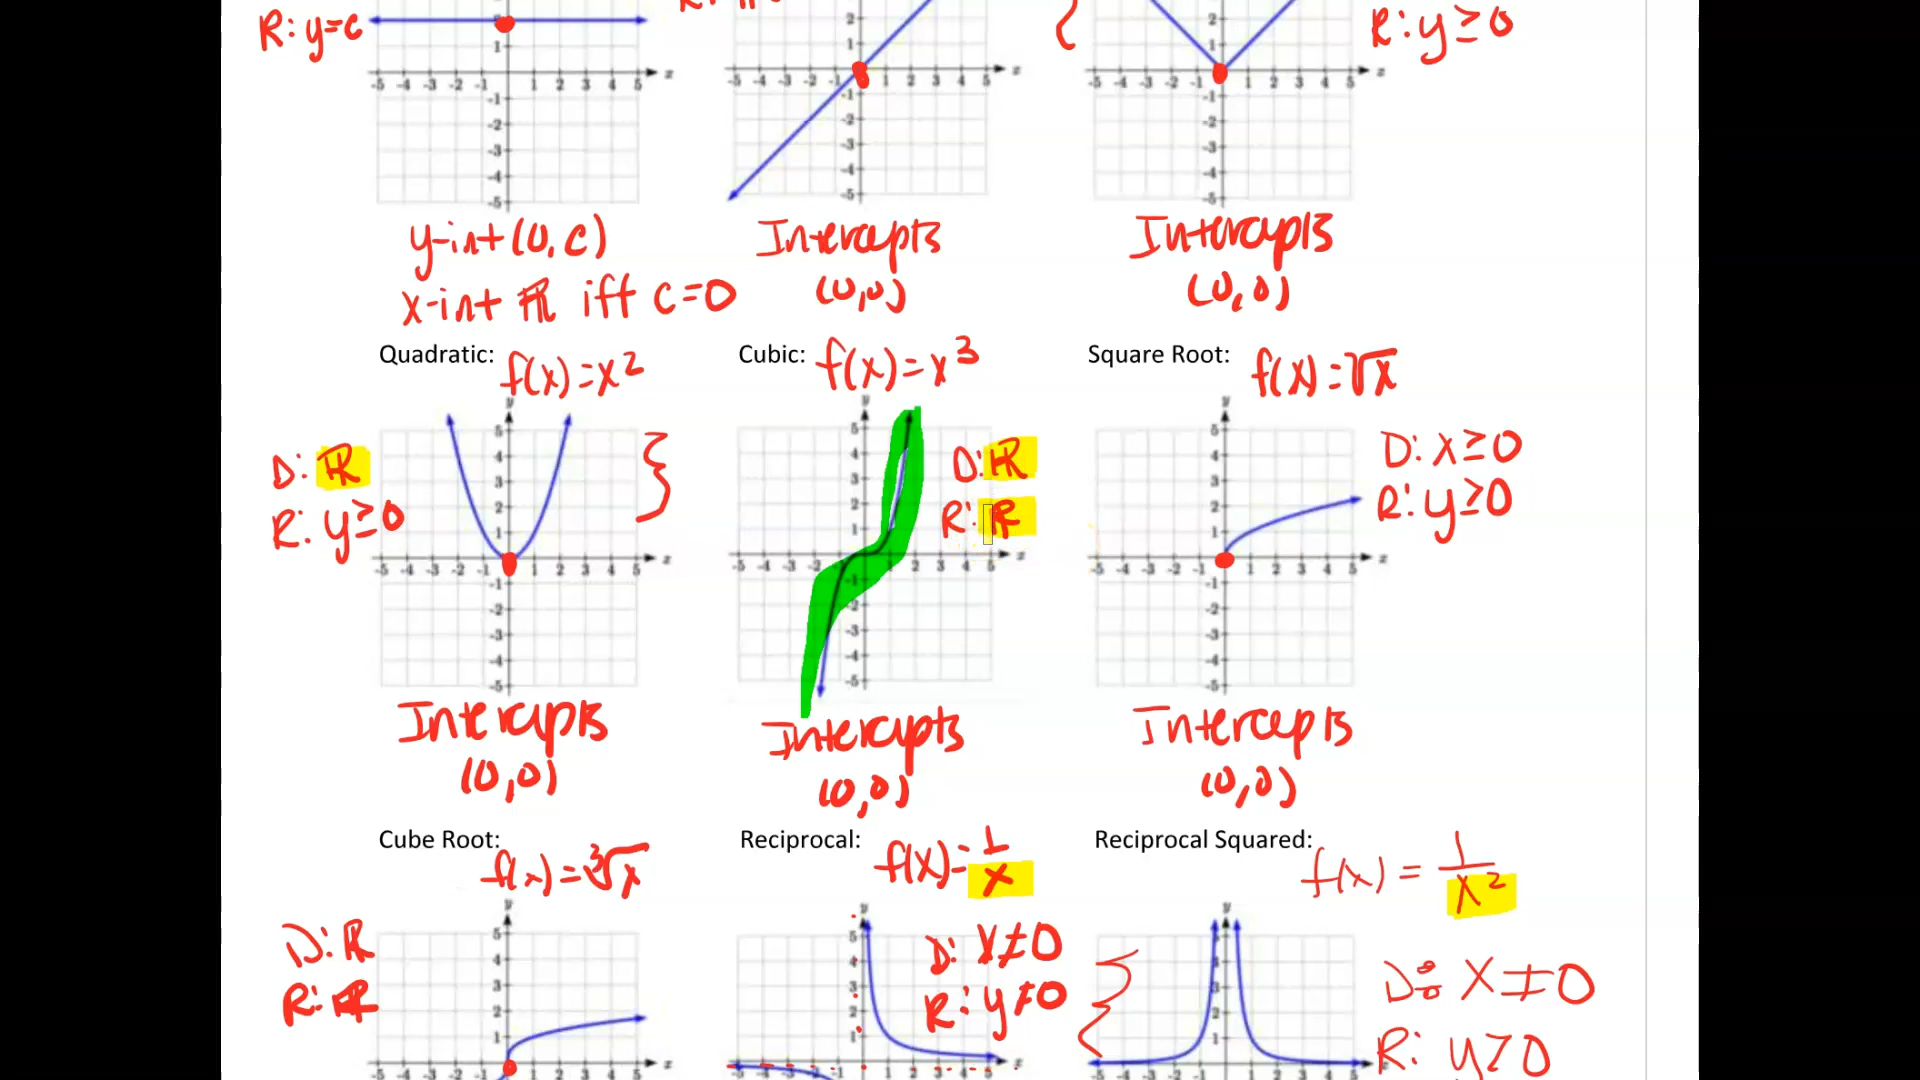 R: y=c
R: y≥0
y-int (0, c)
x-int ℝ iff c=0
Intercepts
(0,0)
Intercepts
(0,0)
Quadratic: f(x)=x²
D: ℝ
R: y≥0
Intercepts
(0,0)
Cubic: f(x)=x³
D: ℝ
R: ℝ
Intercepts
(0,0)
Square Root: f(x)=√x
D: x≥0
R: y≥0
Intercepts
(0,0)
Cube Root: f(x)=∛x
D: ℝ
R: ℝ
Reciprocal: f(x)=1/x
D: x≠0
R: y≠0
Reciprocal Squared: f(x) = 1/x²
D: x≠0
R: y>0